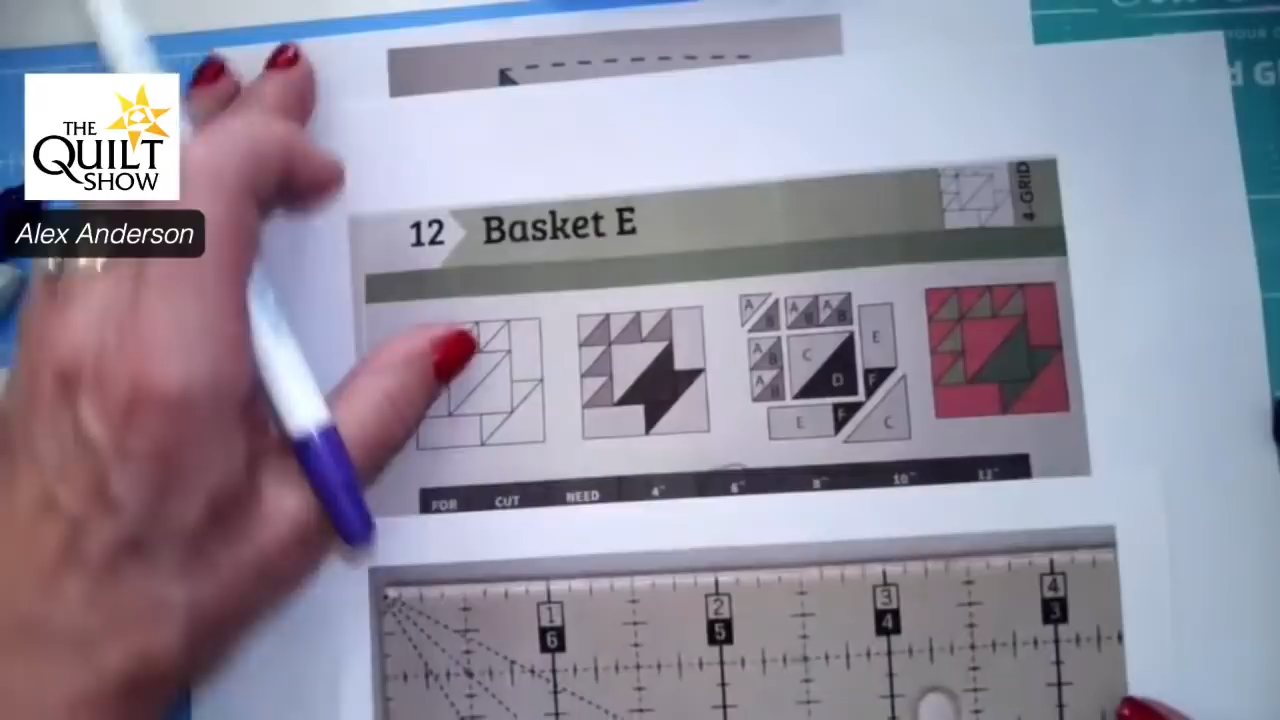 THE
QUILT
SHOW
Alex Anderson
d G
12 Basket E
4-GRID
A B A B A B
A B
A B
C D E F
E F C
FOR CUT NEED 4" 6" 8" 10" 12"
1 2 3 4
6 5 4 3